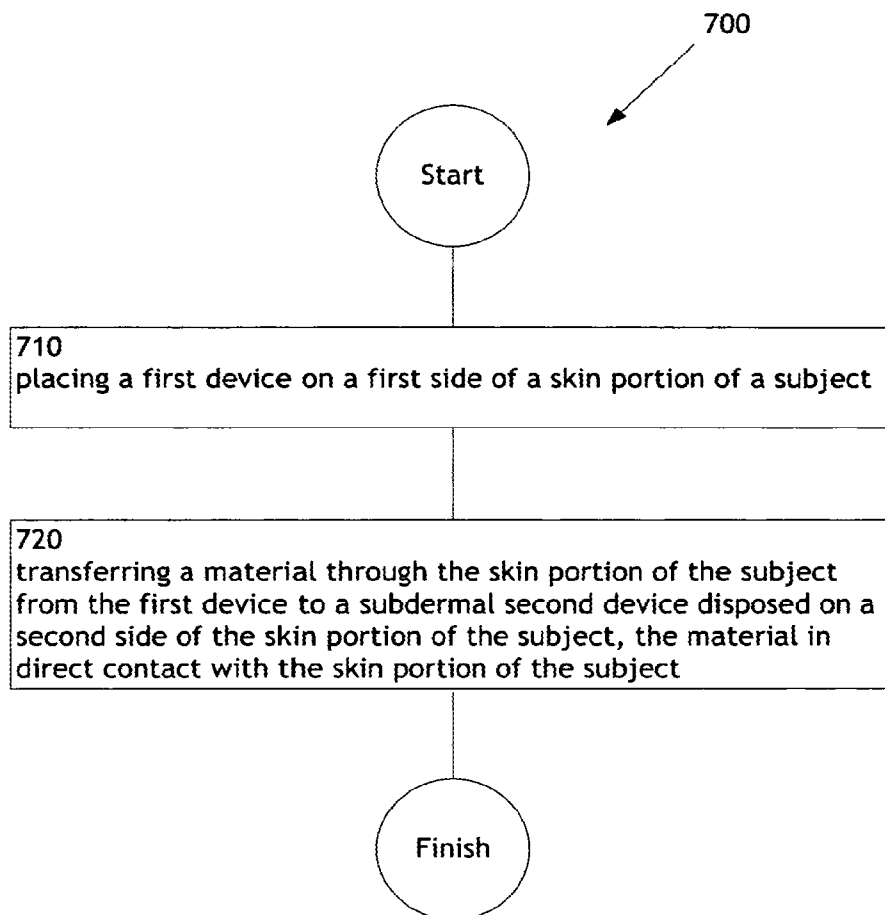 700
Start
710
placing a first device on a first side of a skin portion of a subject
720
transferring a material through the skin portion of the subject
from the first device to a subdermal second device disposed on a
second side of the skin portion of the subject, the material in
direct contact with the skin portion of the subject
Finish